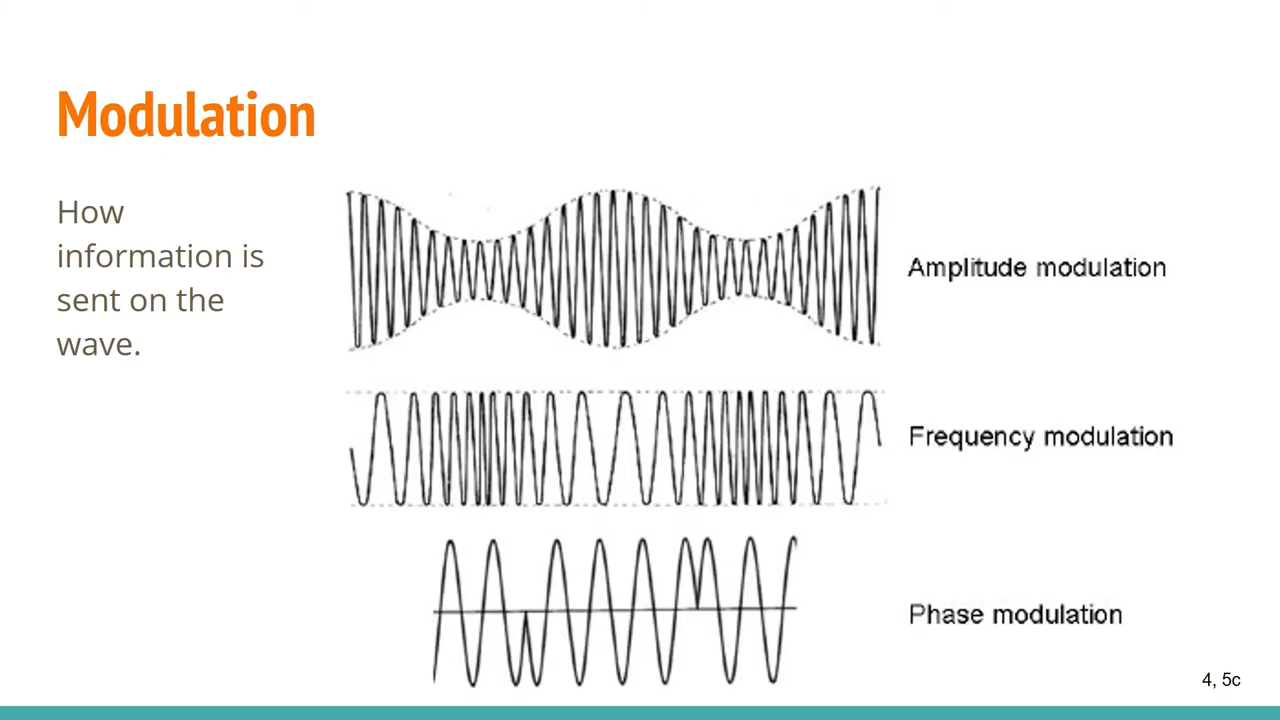 Modulation
How
information is
sent on the
wave.
Amplitude modulation
Frequency modulation
Phase modulation
4, 5c